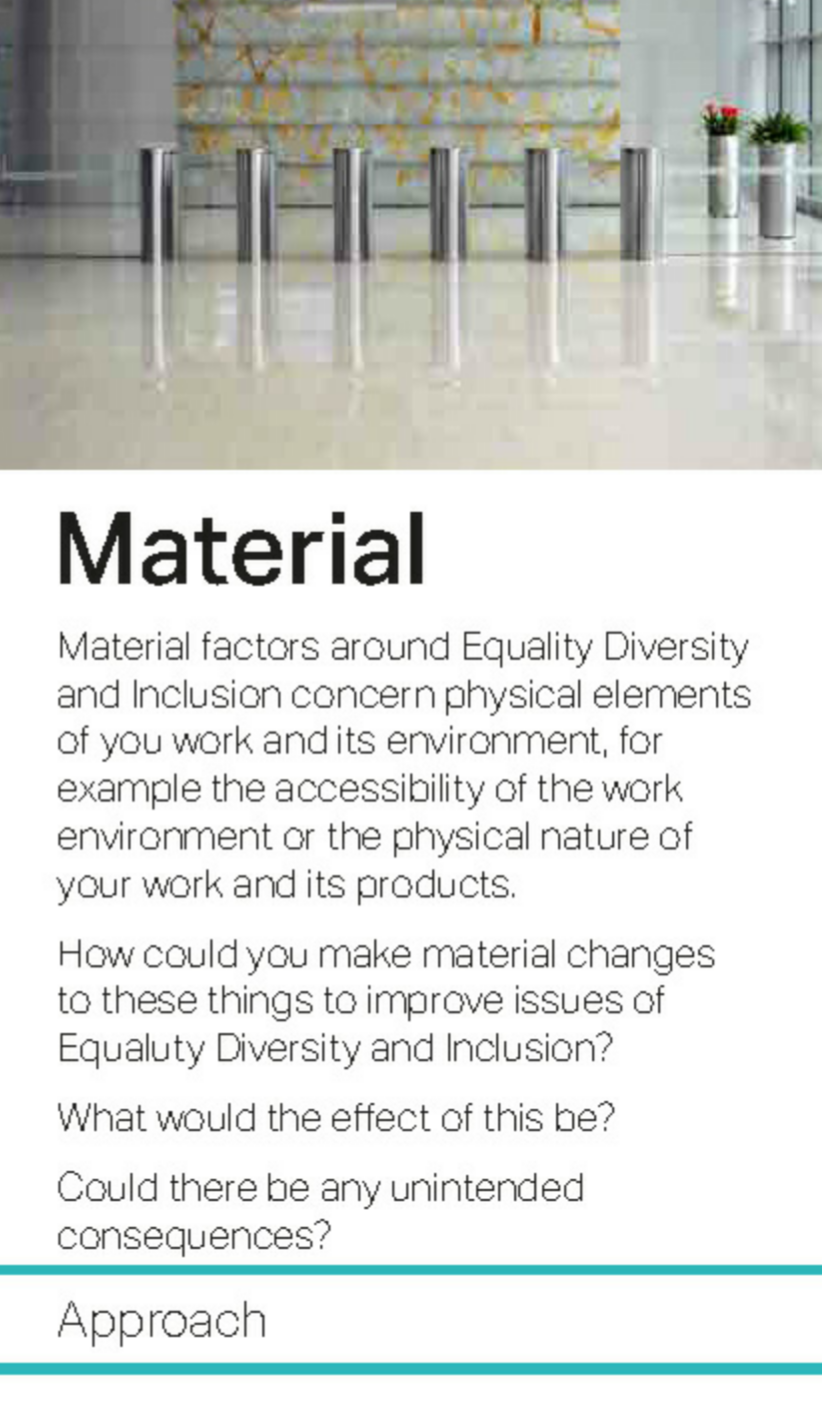 Material
Material factors around Equality Diversity
and Inclusion concern physical elements
of you work and its environment, for
example the accessibility of the work
environment or the physical nature of
your work and its products.
How could you make material changes
to these things to improve issues of
Equaluty Diversity and Inclusion?
What would the effect of this be?
Could there be any unintended
consequences?
Approach